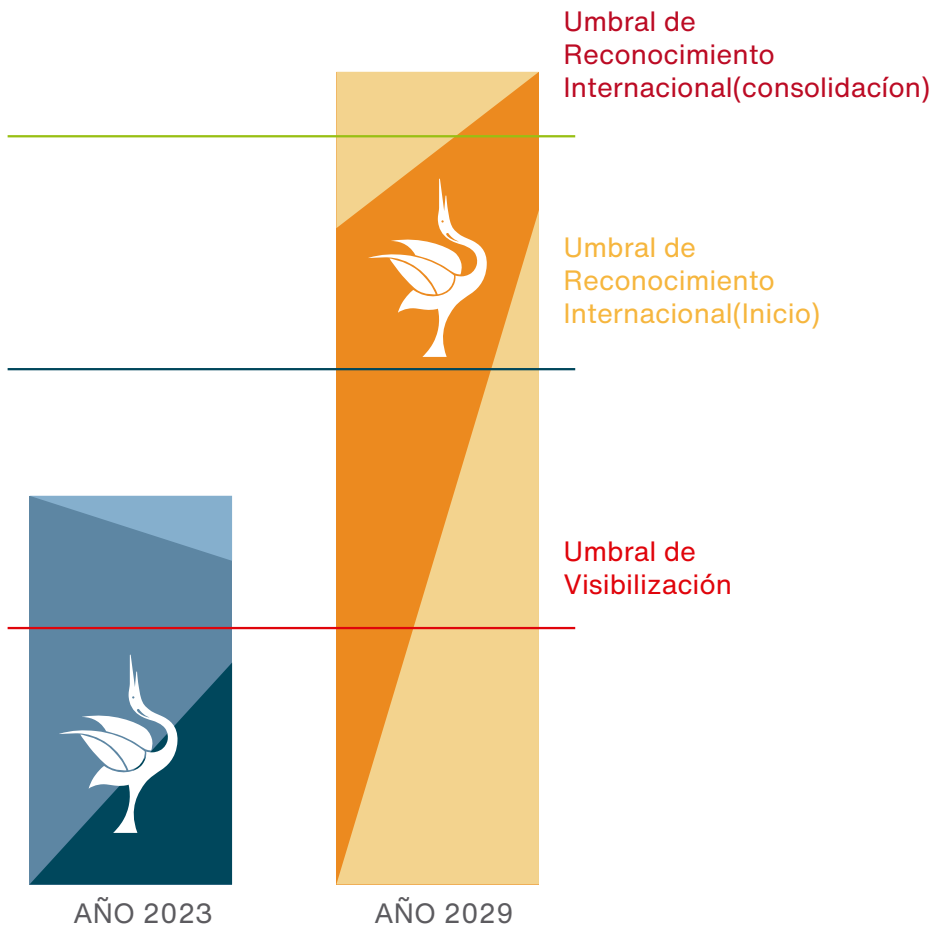 Umbral de
Reconocimiento
Internacional(consolidacíon)
Umbral de
Reconocimiento
Internacional(Inicio)
Umbral de
Visibilización
AÑO 2023
AÑO 2029